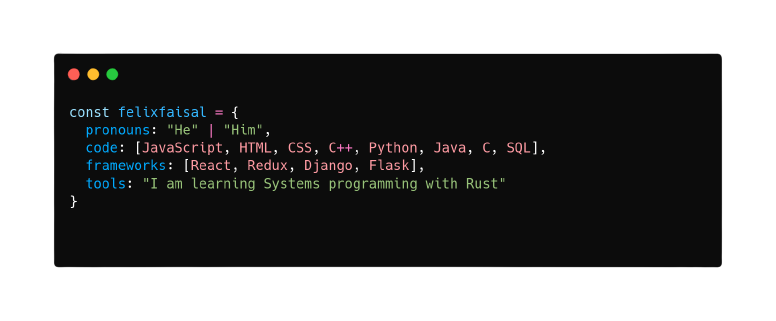 const felixfaisal = {
  pronouns: "He" | "Him",
  code: [JavaScript, HTML, CSS, C++, Python, Java, C, SQL],
  frameworks: [React, Redux, Django, Flask],
  tools: "I am learning Systems programming with Rust"
}